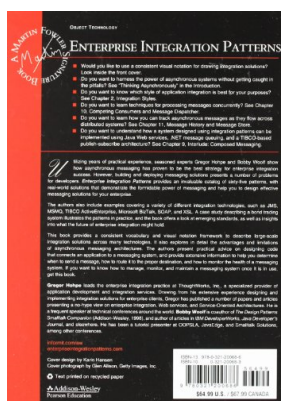 OBJECT TECHNOLOGY
A MARTIN FOWLER SIGNATURE BOOK
Martin
ENTERPRISE INTEGRATION PATTERNS
Would you like to use a consistent visual notation for drawing integration solutions?
Look inside the front cover.
Do you want to harness the power of asynchronous systems without getting caught in
the pitfalls? See "Thinking Asynchronously" in the Introduction.
Do you want to know which style of application integration is best for your purposes?
See Chapter 2, Integration Styles.
Do you want to learn techniques for processing messages concurrently? See Chapter
10, Competing Consumers and Message Dispatcher.
Do you want to learn how you can track asynchronous messages as they flow across
distributed systems? See Chapter 11, Message History and Message Store.
Do you want to understand how a system designed using integration patterns can be
implemented using Java Web services, .NET message queuing, and a TIBCO-based
publish-subscribe architecture? See Chapter 9, Interlude: Composed Messaging.
Utilizing years of practical experience, seasoned experts Gregor Hohpe and Bobby Woolf show
how asynchronous messaging has proven to be the best strategy for enterprise integration
success. However, building and deploying messaging solutions presents a number of problems
for developers. Enterprise Integration Patterns provides an invaluable catalog of sixty-five patterns, with
real-world solutions that demonstrate the formidable power of messaging and help you to design effective
messaging solutions for your enterprise.
The authors also include examples covering a variety of different integration technologies, such as JMS,
MSMQ, TIBCO ActiveEnterprise, Microsoft BizTalk, SOAP, and XSL. A case study describing a bond trading
system illustrates the patterns in practice, and the book offers a look at emerging standards, as well as insights
into what the future of enterprise integration might hold.
This book provides a consistent vocabulary and visual notation framework to describe large-scale
integration solutions across many technologies. It also explores in detail the advantages and limitations
of asynchronous messaging architectures. The authors present practical advice on designing code
that connects an application to a messaging system, and provide extensive information to help you determine
when to send a message, how to route it to the proper destination, and how to monitor the health of a messaging
system. If you want to know how to manage, monitor, and maintain a messaging system once it is in use,
get this book.
Gregor Hohpe leads the enterprise integration practice at ThoughtWorks, Inc., a specialized provider of
application development and integration services. Drawing from his extensive experience designing and
implementing integration solutions for enterprise clients, Gregor has published a number of papers and articles
presenting a no-hype view on enterprise integration, Web services, and Service-Oriented Architectures. He is
a frequent speaker at technical conferences around the world. Bobby Woolf is coauthor of The Design Patterns
Smalltalk Companion (Addison-Wesley, 1998), and author of articles in IBM DeveloperWorks, Java Developer's
Journal, and elsewhere. He has been a tutorial presenter at OOPSLA, JavaEdge, and Smalltalk Solutions,
among other conferences.
enterpriseintegrationpatterns.com
Cover design by Karin Hansen
Cover photograph by Glen Allison, Getty Images, Inc.
Text printed on recycled paper
Addison-Wesley
Pearson Education
$64.99 U.S.
CANADA